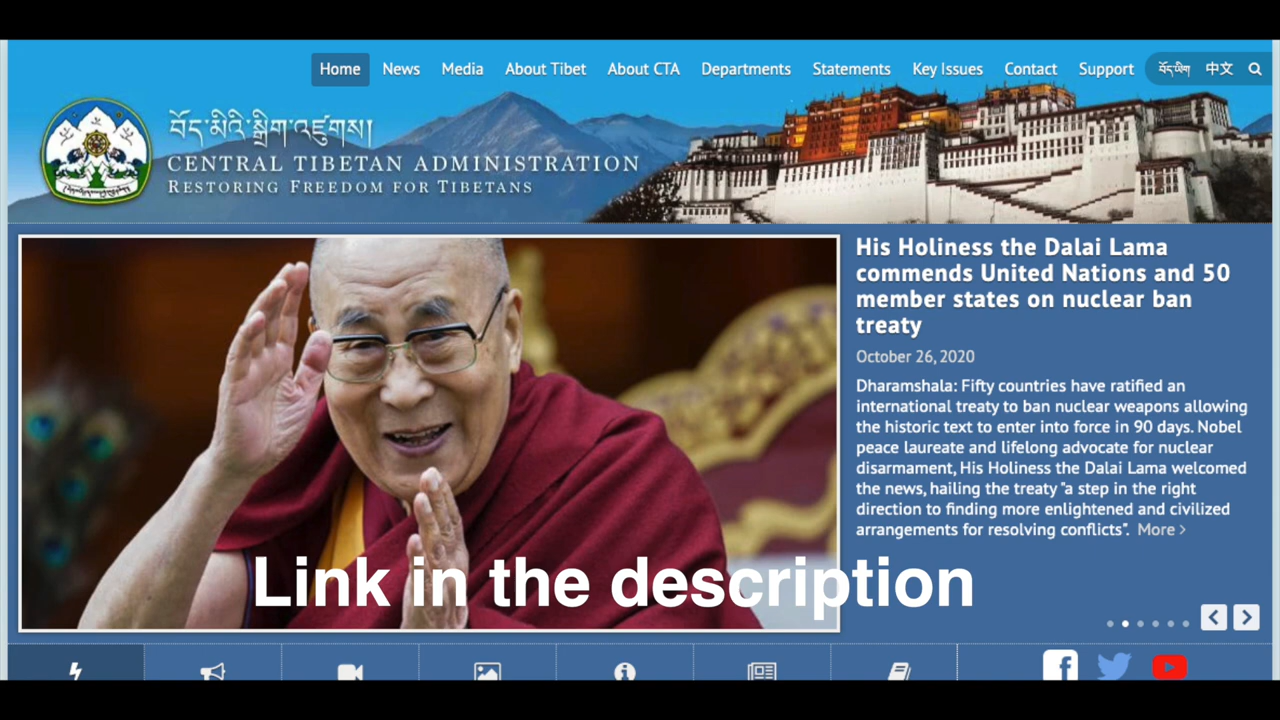 Home News Media About Tibet About CTA Departments Statements Key Issues Contact Support བོད་ཡིག 中文
བོད་མིའི་སྒྲིག་འཛུགས།
CENTRAL TIBETAN ADMINISTRATION
RESTORING FREEDOM FOR TIBETANS
His Holiness the Dalai Lama
commends United Nations and 50
member states on nuclear ban
treaty
October 26, 2020
Dharamshala: Fifty countries have ratified an
international treaty to ban nuclear weapons allowing
the historic text to enter into force in 90 days. Nobel
peace laureate and lifelong advocate for nuclear
disarmament, His Holiness the Dalai Lama welcomed
the news, hailing the treaty "a step in the right
direction to finding more enlightened and civilized
arrangements for resolving conflicts". More >
Link in the description